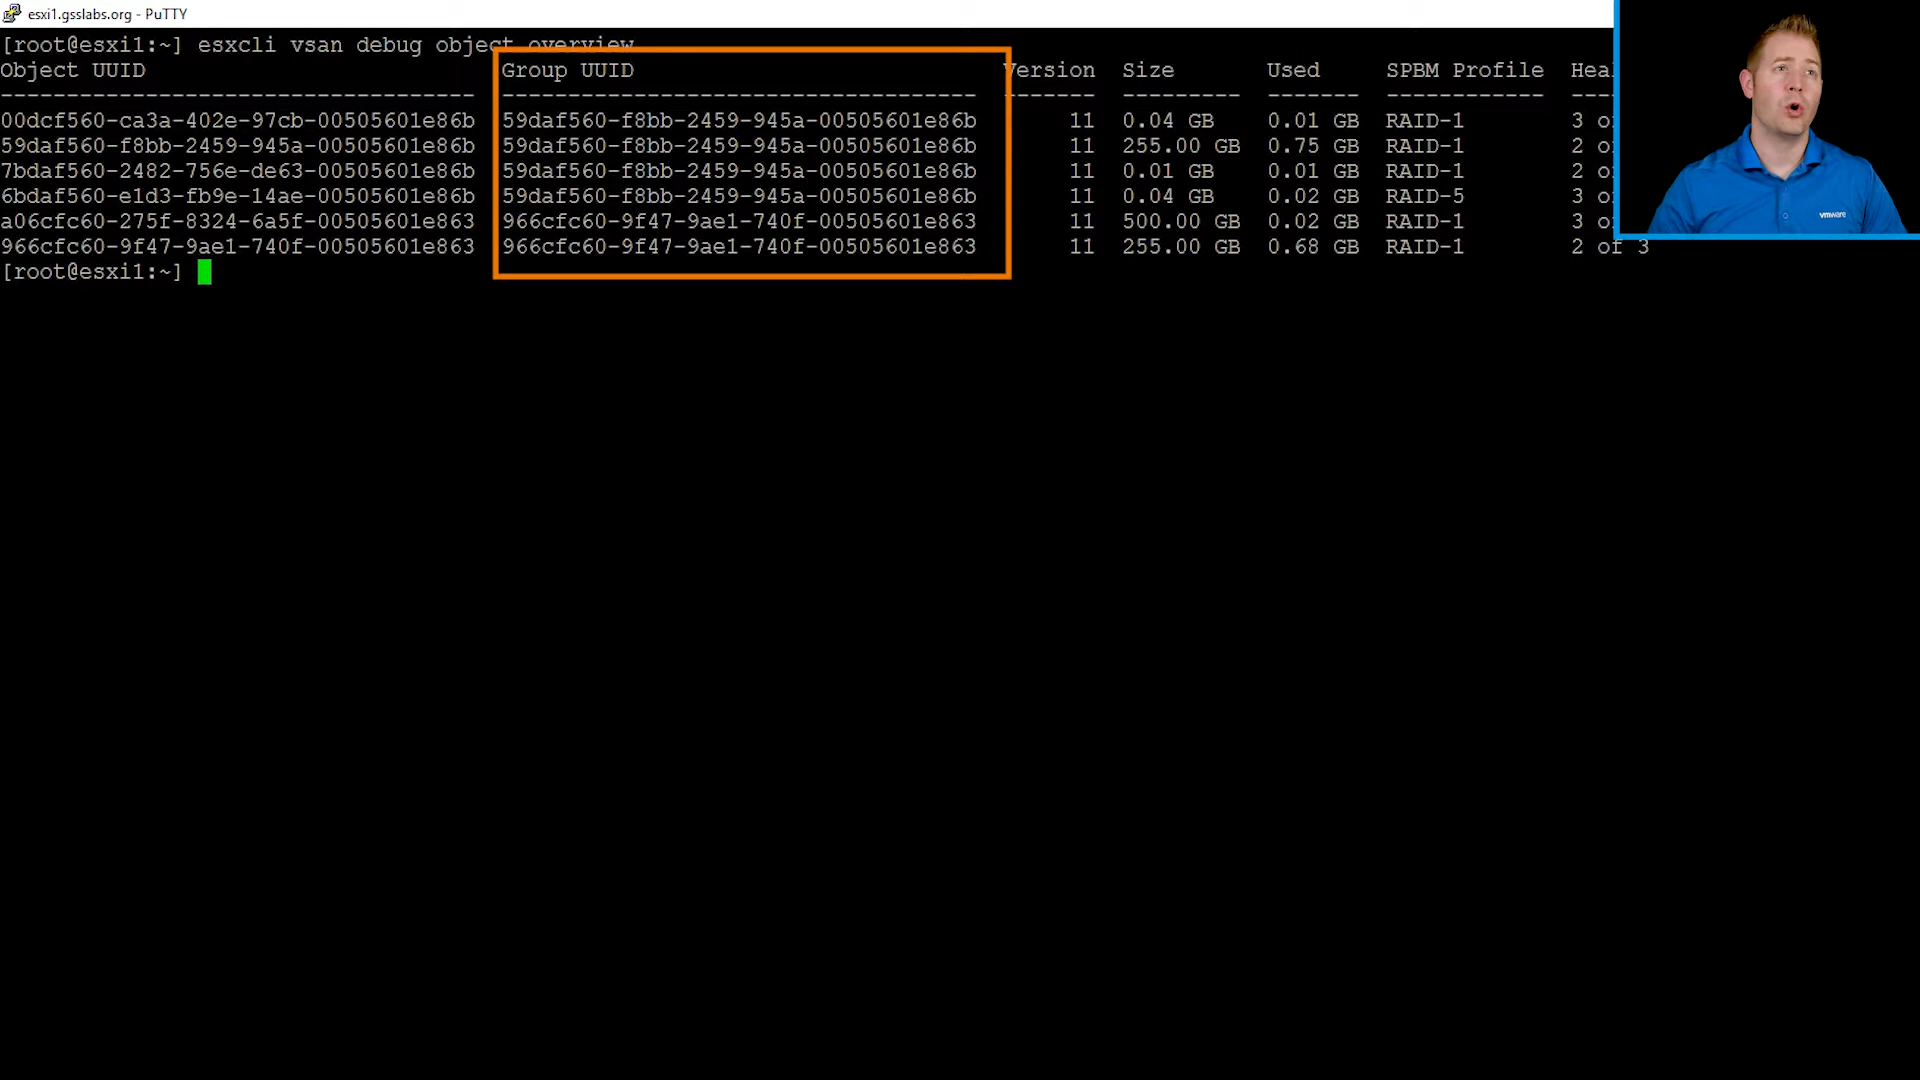 esxi1.gsslabs.org - PuTTY
[root@esxi1:~] esxcli vsan debug object overview
Object UUID Group UUID Version Size Used SPBM Profile Heal
------------------------------------ ------------------------------------ ------- --------- ------- ------------ ---
00dcf560-ca3a-402e-97cb-00505601e86b 59daf560-f8bb-2459-945a-00505601e86b 11 0.04 GB 0.01 GB RAID-1 3 o
59daf560-f8bb-2459-945a-00505601e86b 59daf560-f8bb-2459-945a-00505601e86b 11 255.00 GB 0.75 GB RAID-1 2 o
7bdaf560-2482-756e-de63-00505601e86b 59daf560-f8bb-2459-945a-00505601e86b 11 0.01 GB 0.01 GB RAID-1 2 o
6bdaf560-e1d3-fb9e-14ae-00505601e86b 59daf560-f8bb-2459-945a-00505601e86b 11 0.04 GB 0.02 GB RAID-5 3 o
a06cfc60-275f-8324-6a5f-00505601e863 966cfc60-9f47-9ae1-740f-00505601e863 11 500.00 GB 0.02 GB RAID-1 3 o
966cfc60-9f47-9ae1-740f-00505601e863 966cfc60-9f47-9ae1-740f-00505601e863 11 255.00 GB 0.68 GB RAID-1 2 of 3
[root@esxi1:~]
vmware